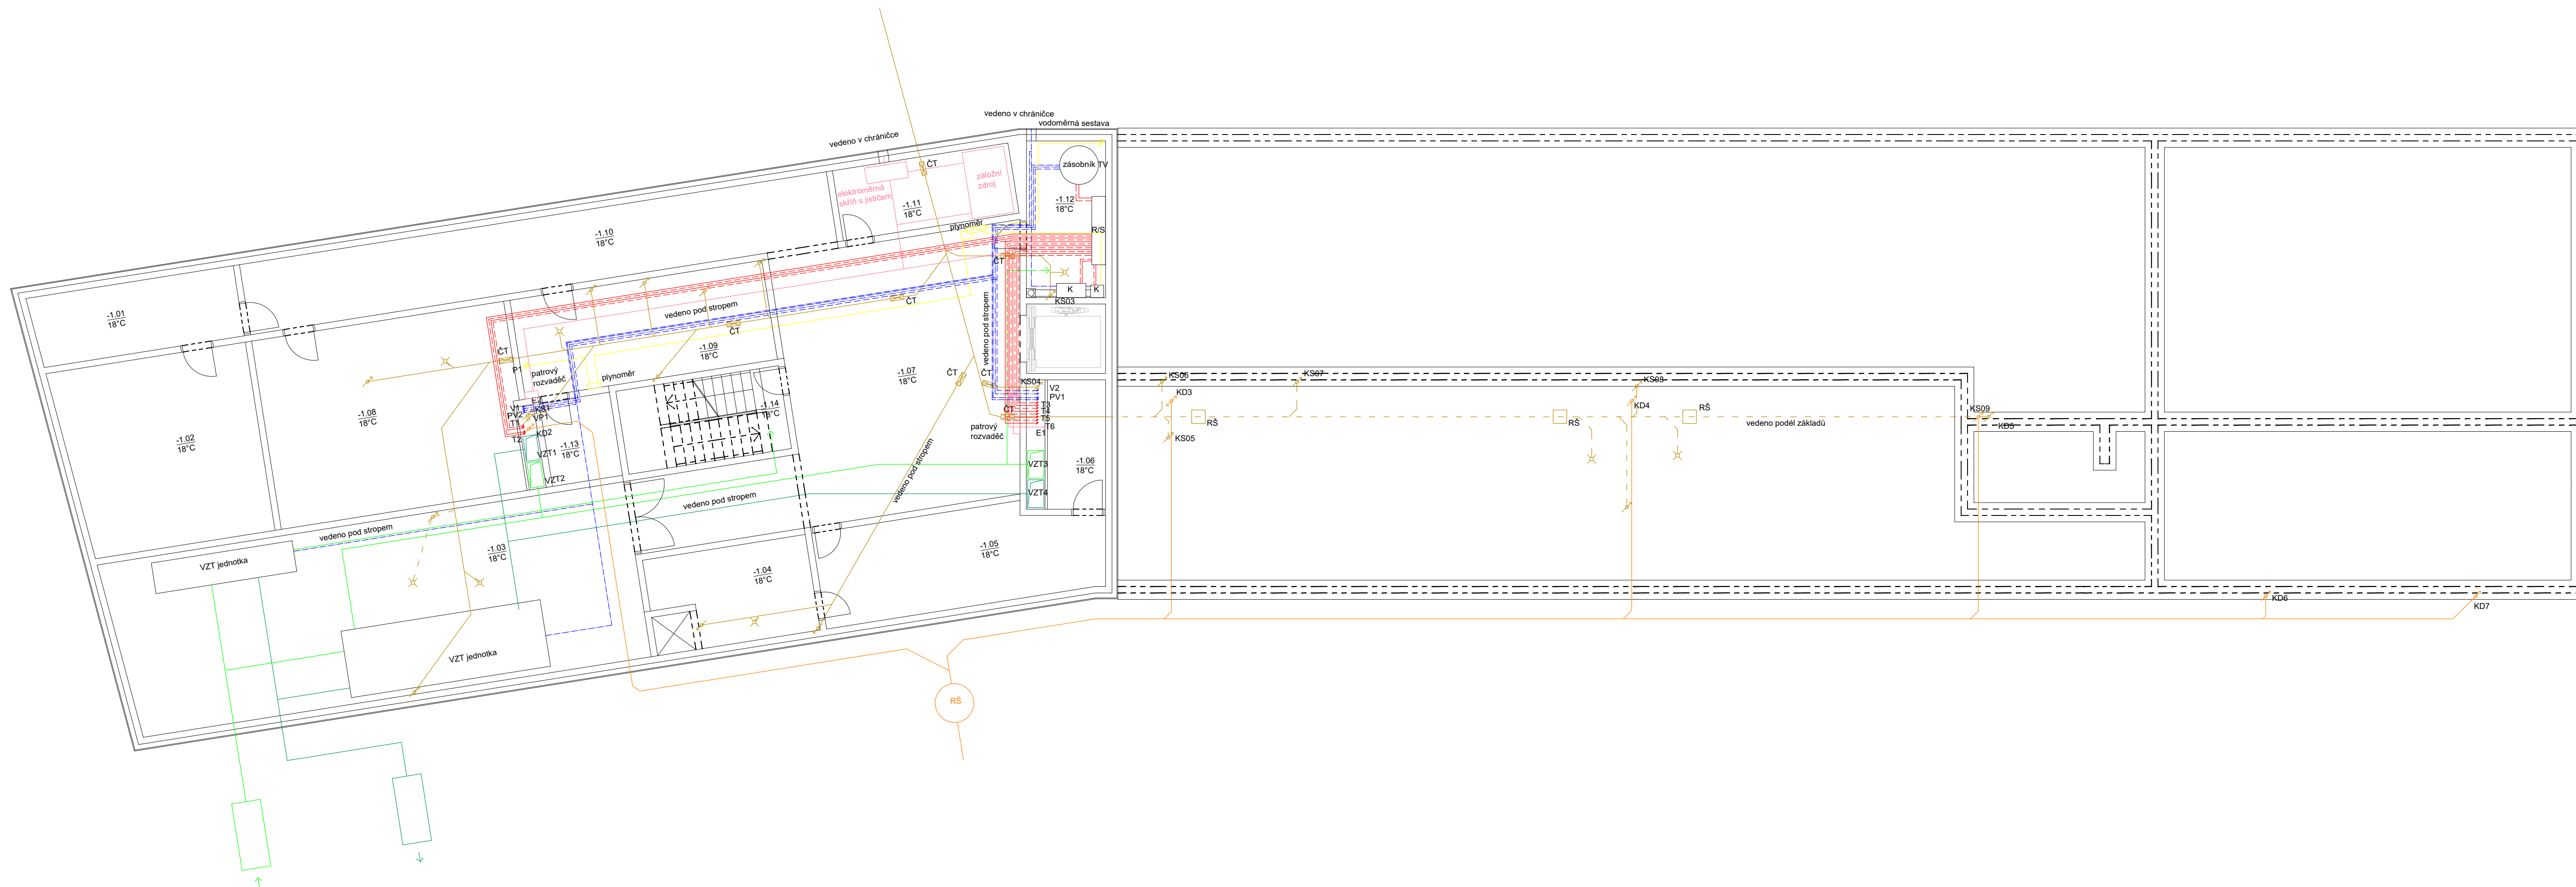 vedeno v chráničce
vodoměrná sestava
vedeno v chráničce
ČT
zásobník TV
záložní
zdroj
elektroměrná
skříň s jističem
-1.12
18°C
-1.11
18°C
plynoměr
R/S
-1.10
18°C
ČT
K
K
KS03
ČT
vedeno pod stropem
vedeno pod stropem
-1.01
18°C
ČT
ČT
-1.09
18°C
P1
patrový
rozvaděč
plynoměr
-1.07
18°C
ČT
ČT
KS04
V2
PV1
KS06
KD3
KS07
KS08
KD4
RŠ
KS09
KD5
-1.08
18°C
V1
PV2
T1
T2
E2
KS1
VP1
KD2
-1.14
18°C
ČT
T3
T4
T5
T6
E1
patrový
rozvaděč
RŠ
RŠ
vedeno podél základů
KS05
-1.02
18°C
-1.13
18°C
VZT1
VZT2
vedeno pod stropem
VZT3
VZT4
-1.06
18°C
vedeno pod stropem
vedeno pod stropem
-1.03
18°C
-1.05
18°C
VZT jednotka
-1.04
18°C
KD6
KD7
VZT jednotka
RŠ